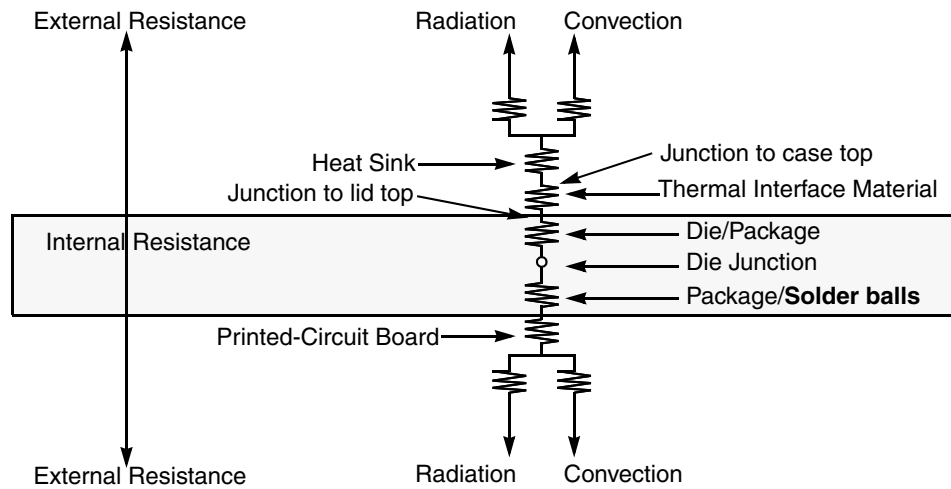 External Resistance
Radiation
Convection
Heat Sink
Junction to case top
Junction to lid top
Thermal Interface Material
Internal Resistance
Die/Package
Die Junction
Package/Solder balls
Printed-Circuit Board
External Resistance
Radiation
Convection